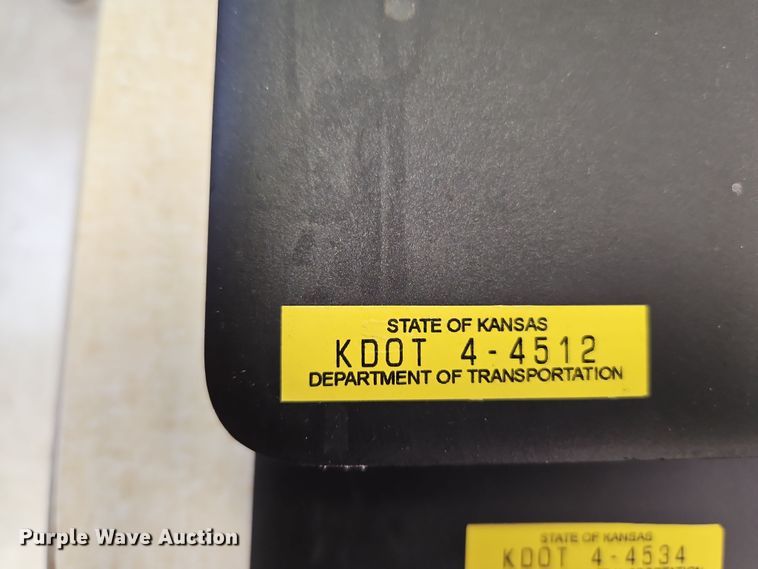 STATE OF KANSAS
KDOT 4-4512
DEPARTMENT OF TRANSPORTATION
Purple Wave Auction
STATE OF KANSAS
KDOT 4-4534